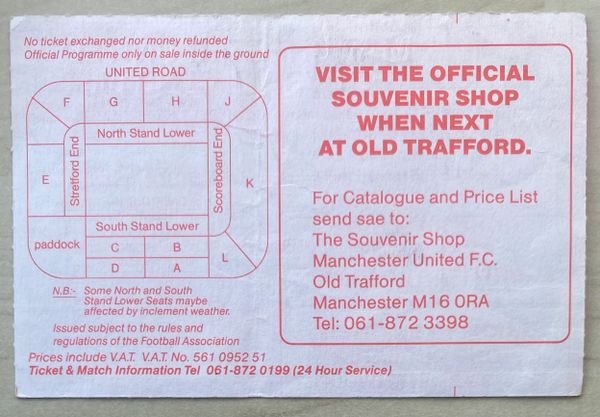 No ticket exchanged nor money refunded
Official Programme only on sale inside the ground
UNITED ROAD
F G H J
North Stand Lower
Stretford End
Scoreboard End
E
K
South Stand Lower
paddock
C B
D A
L
N.B:- Some North and South
Stand Lower Seats maybe
affected by inclement weather.
Issued subject to the rules and
regulations of the Football Association
Prices include V.A.T. V.A.T. No. 561 0952 51
Ticket & Match Information Tel 061-872 0199 (24 Hour Service)
VISIT THE OFFICIAL
SOUVENIR SHOP
WHEN NEXT
AT OLD TRAFFORD.
For Catalogue and Price List
send sae to:
The Souvenir Shop
Manchester United F.C.
Old Trafford
Manchester M16 0RA
Tel: 061-872 3398